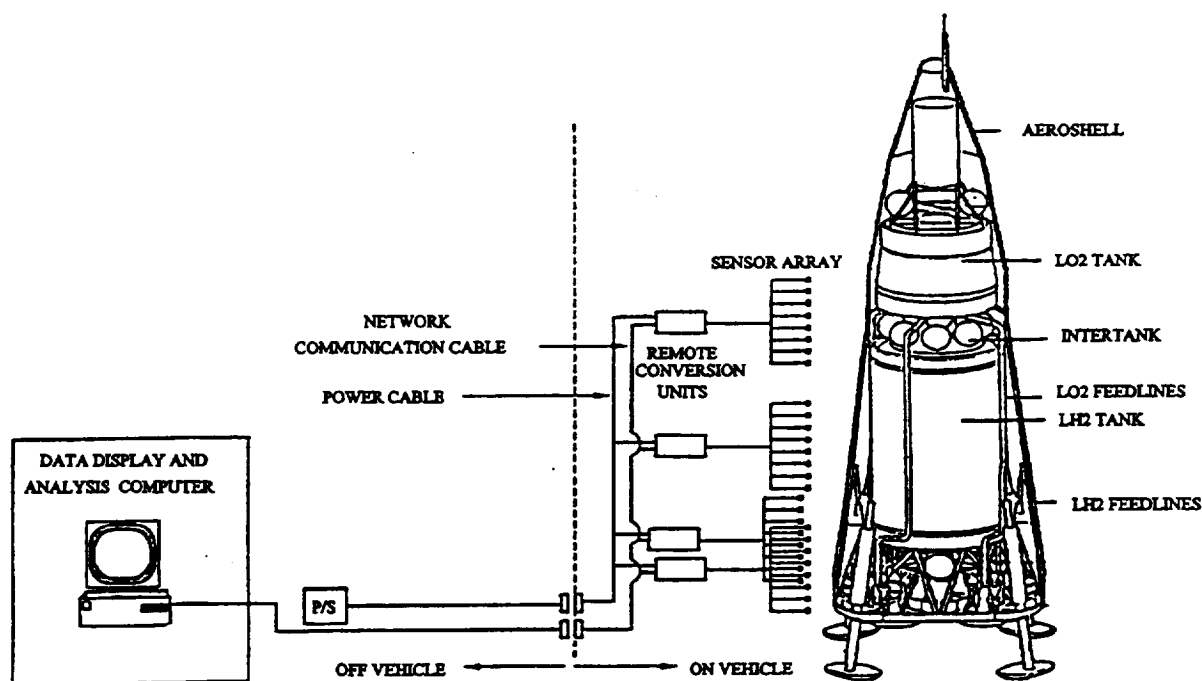 AEROSHELL
LO2 TANK
SENSOR ARRAY
NETWORK
COMMUNICATION CABLE
REMOTE
CONVERSION
UNITS
INTERTANK
POWER CABLE
LO2 FEEDLINES
LH2 TANK
DATA DISPLAY AND
ANALYSIS COMPUTER
LH2 FEEDLINES
P/S
OFF VEHICLE
ON VEHICLE